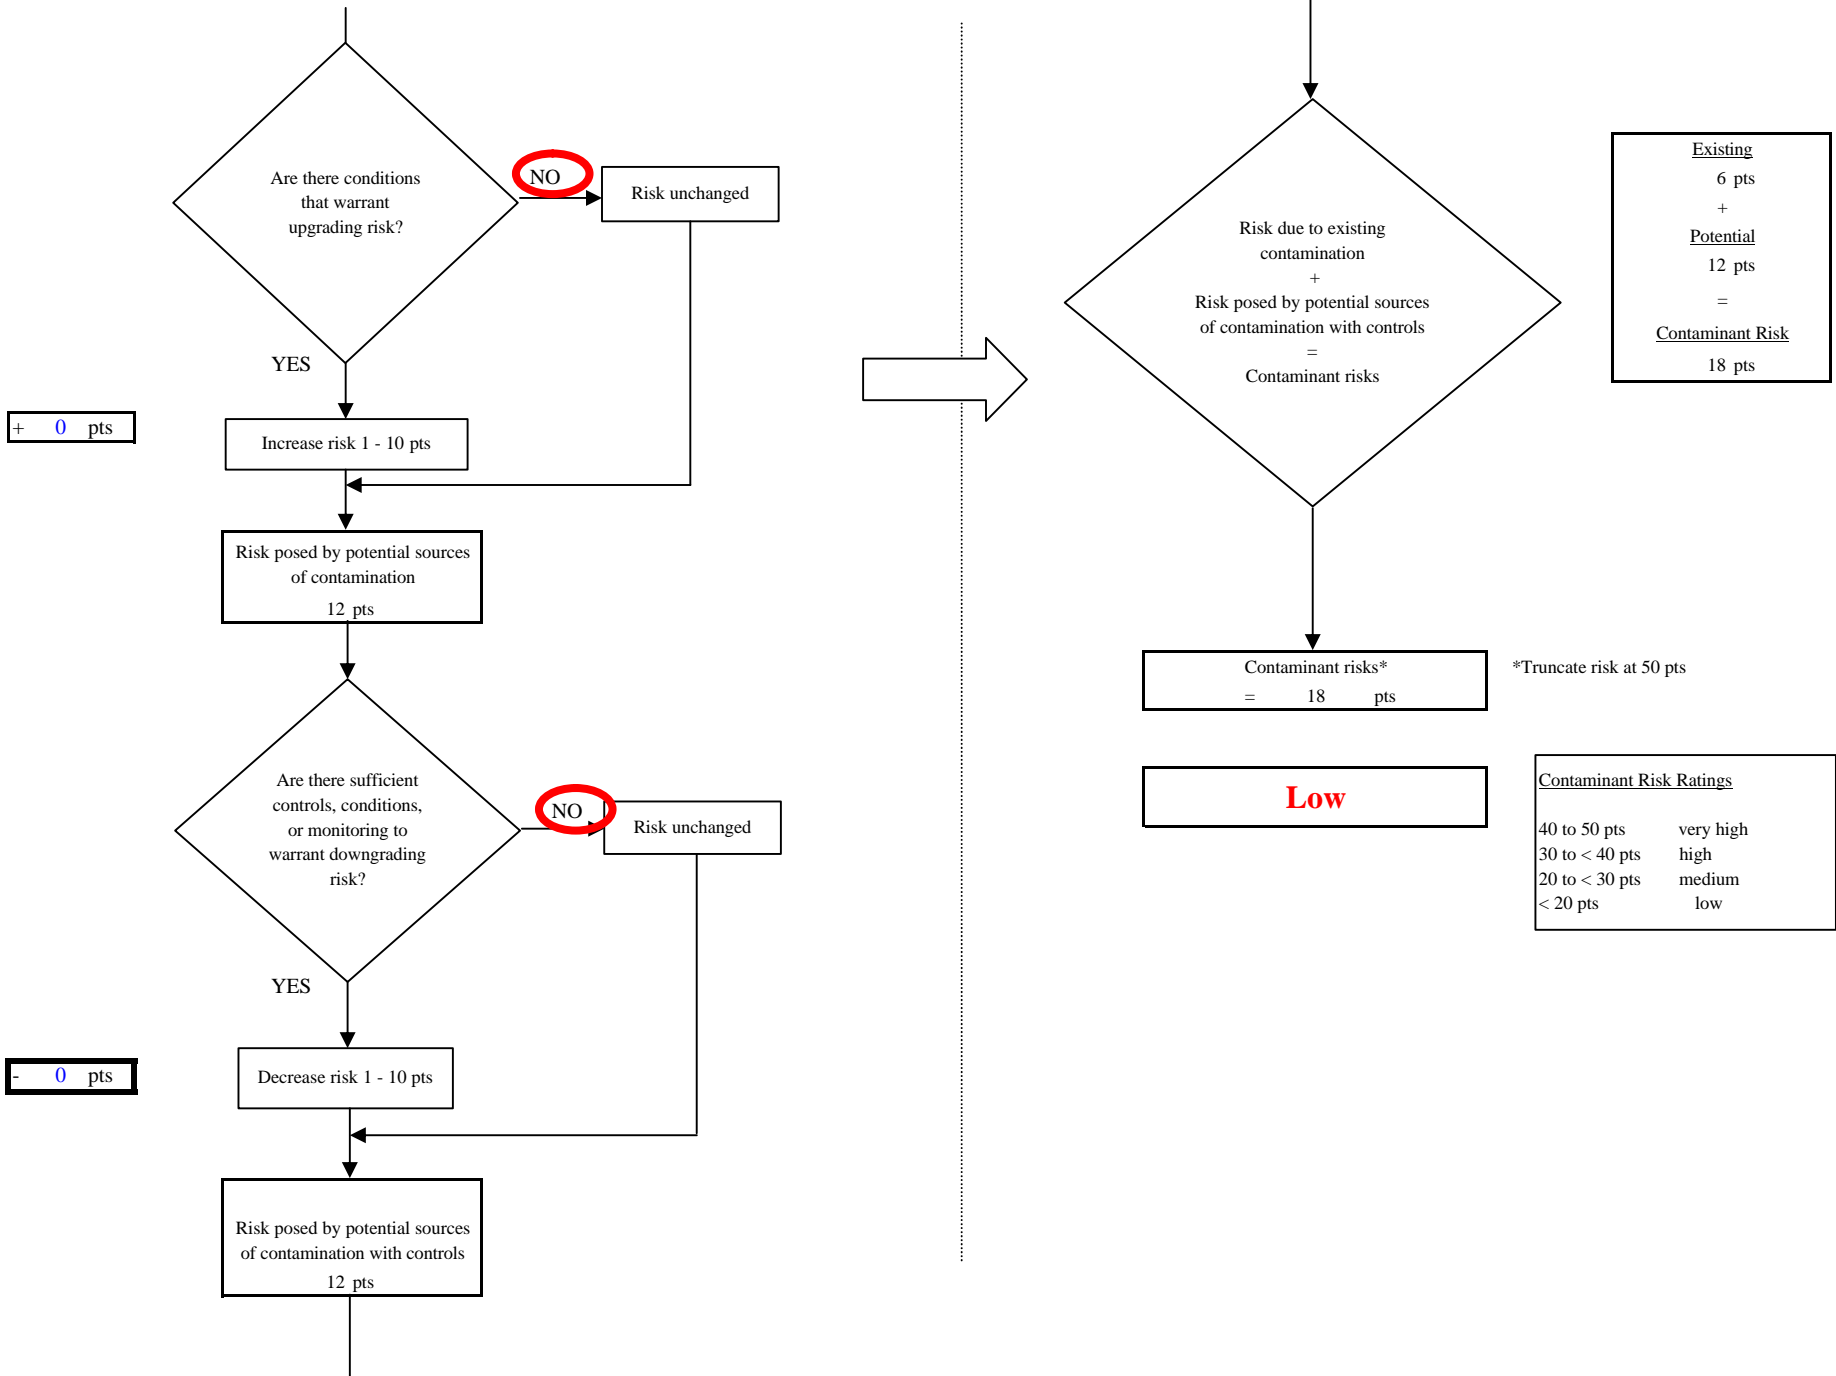 Are there conditions
that warrant
upgrading risk?
NO
Risk unchanged
YES
+ 0 pts
Increase risk 1 - 10 pts
Risk posed by potential sources
of contamination
12 pts
Are there sufficient
controls, conditions,
or monitoring to
warrant downgrading
risk?
NO
Risk unchanged
YES
- 0 pts
Decrease risk 1 - 10 pts
Risk posed by potential sources
of contamination with controls
12 pts
Risk due to existing
contamination
+
Risk posed by potential sources
of contamination with controls
=
Contaminant risks
Existing
6 pts
+
Potential
12 pts
=
Contaminant Risk
18 pts
Contaminant risks*
= 18 pts
*Truncate risk at 50 pts
Low
Contaminant Risk Ratings
40 to 50 pts very high
30 to < 40 pts high
20 to < 30 pts medium
< 20 pts low